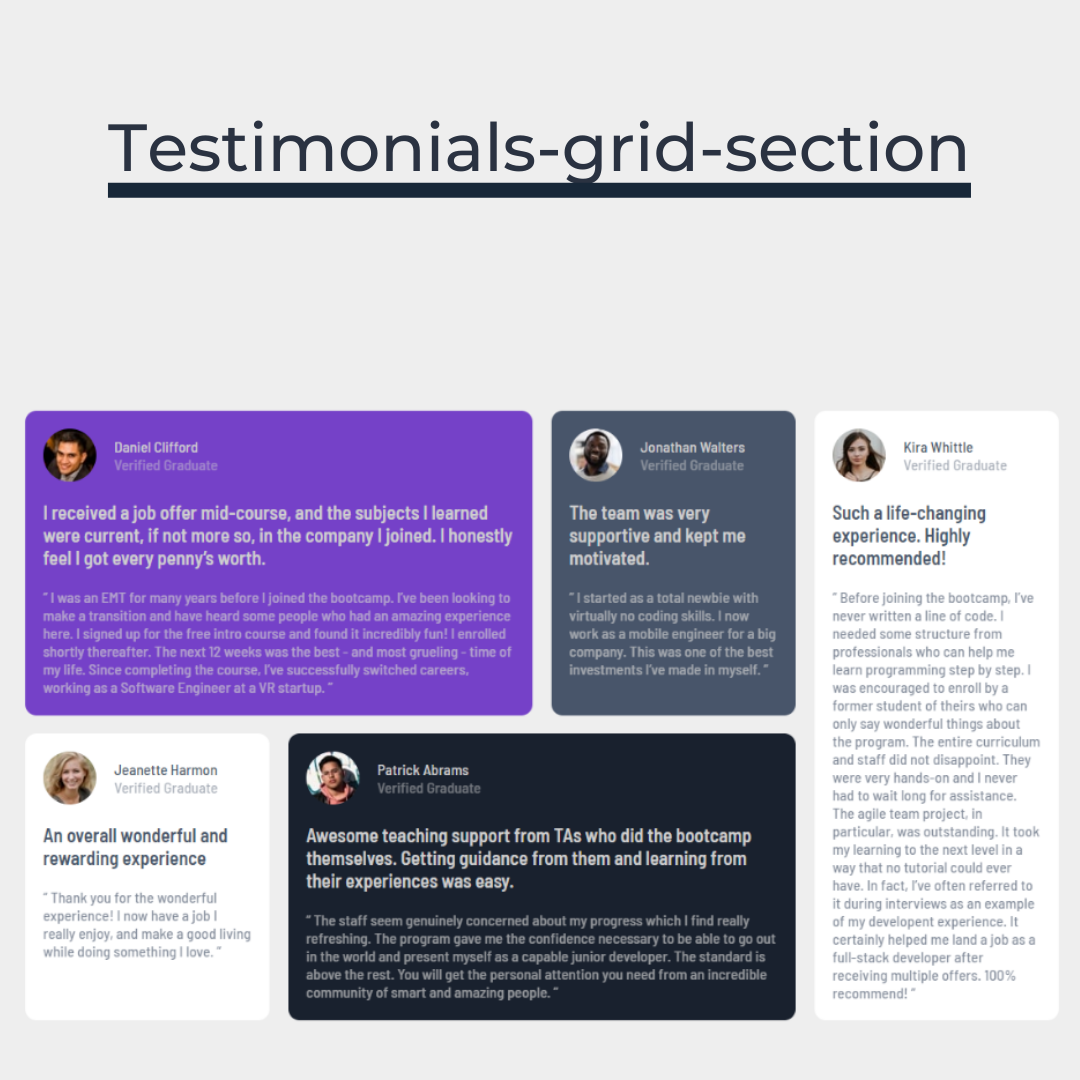 Testimonials-grid-section
Daniel Clifford
Verified Graduate
I received a job offer mid-course, and the subjects I learned
were current, if not more so, in the company I joined. I honestly
feel I got every penny’s worth.
“ I was an EMT for many years before I joined the bootcamp. I’ve been looking to
make a transition and have heard some people who had an amazing experience
here. I signed up for the free intro course and found it incredibly fun! I enrolled
shortly thereafter. The next 12 weeks was the best - and most grueling - time of
my life. Since completing the course, I’ve successfully switched careers,
working as a Software Engineer at a VR startup. ”
Jonathan Walters
Verified Graduate
The team was very
supportive and kept me
motivated.
“ I started as a total newbie with
virtually no coding skills. I now
work as a mobile engineer for a big
company. This was one of the best
investments I’ve made in myself. ”
Kira Whittle
Verified Graduate
Such a life-changing
experience. Highly
recommended!
“ Before joining the bootcamp, I’ve
never written a line of code. I
needed some structure from
professionals who can help me
learn programming step by step. I
was encouraged to enroll by a
former student of theirs who can
only say wonderful things about
the program. The entire curriculum
and staff did not disappoint. They
were very hands-on and I never
had to wait long for assistance.
The agile team project, in
particular, was outstanding. It took
my learning to the next level in a
way that no tutorial could ever
have. In fact, I’ve often referred to
it during interviews as an example
of my developent experience. It
certainly helped me land a job as a
full-stack developer after
receiving multiple offers. 100%
recommend! ”
Jeanette Harmon
Verified Graduate
An overall wonderful and
rewarding experience
“ Thank you for the wonderful
experience! I now have a job I
really enjoy, and make a good living
while doing something I love. ”
Patrick Abrams
Verified Graduate
Awesome teaching support from TAs who did the bootcamp
themselves. Getting guidance from them and learning from
their experiences was easy.
“ The staff seem genuinely concerned about my progress which I find really
refreshing. The program gave me the confidence necessary to be able to go out
in the world and present myself as a capable junior developer. The standard is
above the rest. You will get the personal attention you need from an incredible
community of smart and amazing people. “